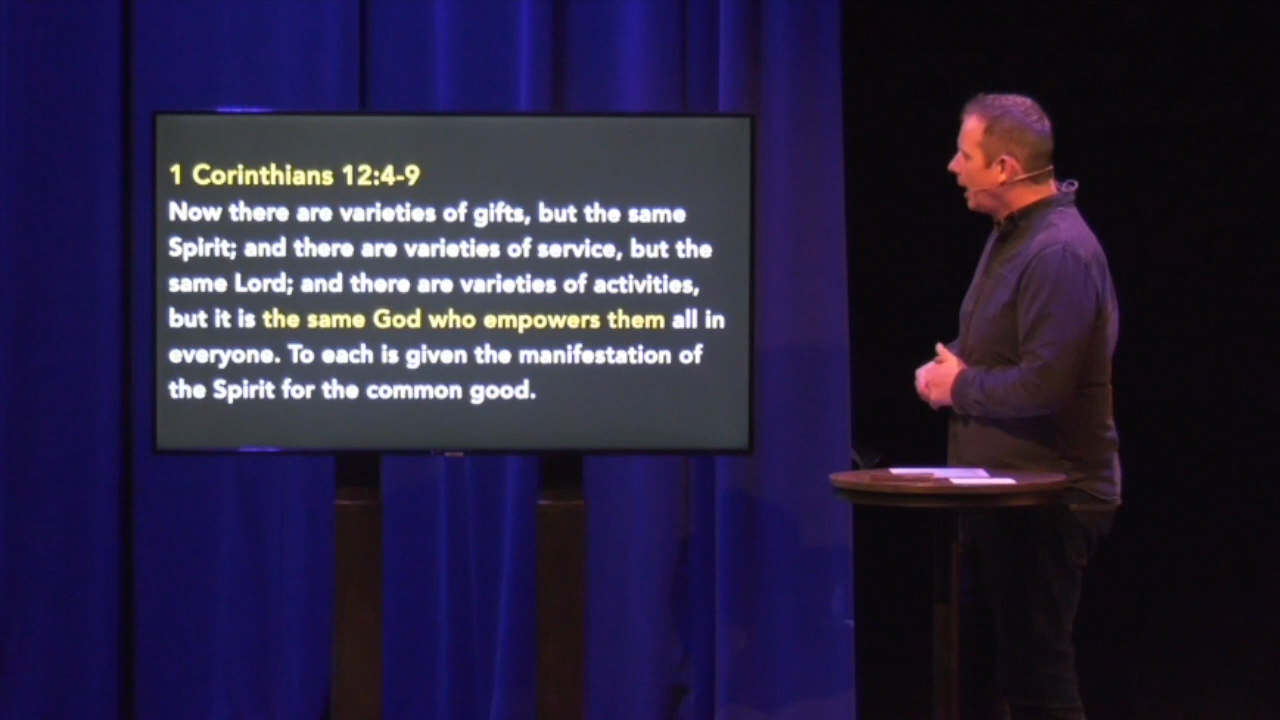 1 Corinthians 12:4-9
Now there are varieties of gifts, but the same
Spirit; and there are varieties of service, but the
same Lord; and there are varieties of activities,
but it is the same God who empowers them all in
everyone. To each is given the manifestation of
the Spirit for the common good.